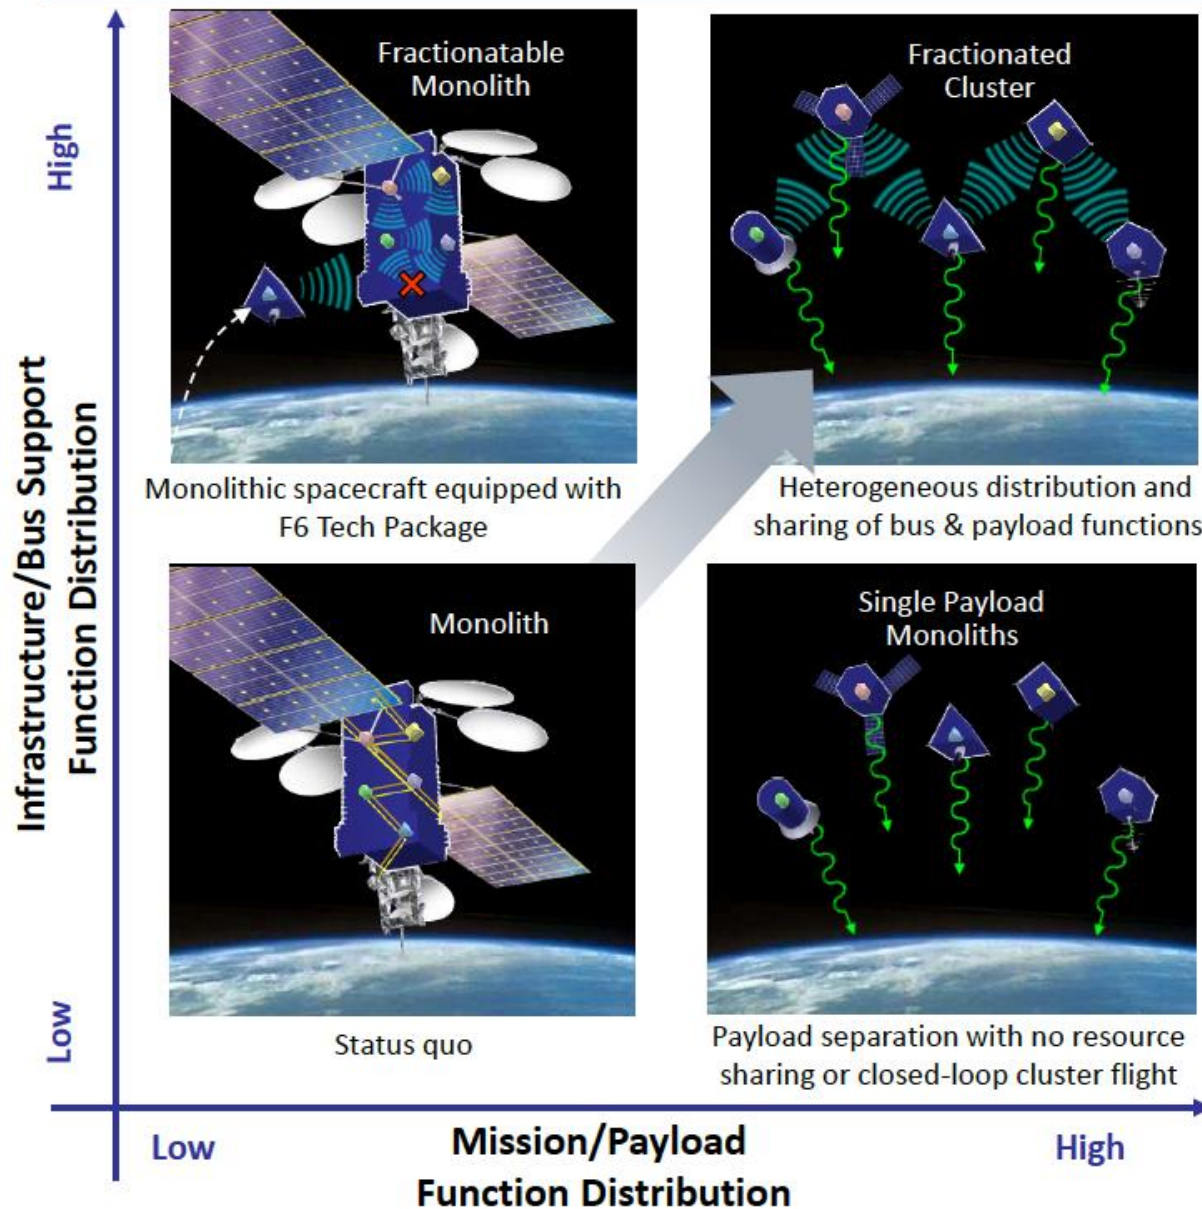 Infrastructure/Bus Support
Function Distribution
High
Low
Fractionatable
Monolith
Monolithic spacecraft equipped with
F6 Tech Package
Fractionated
Cluster
Heterogeneous distribution and
sharing of bus & payload functions
Monolith
Status quo
Single Payload
Monoliths
Payload separation with no resource
sharing or closed-loop cluster flight
Low
Mission/Payload
Function Distribution
High